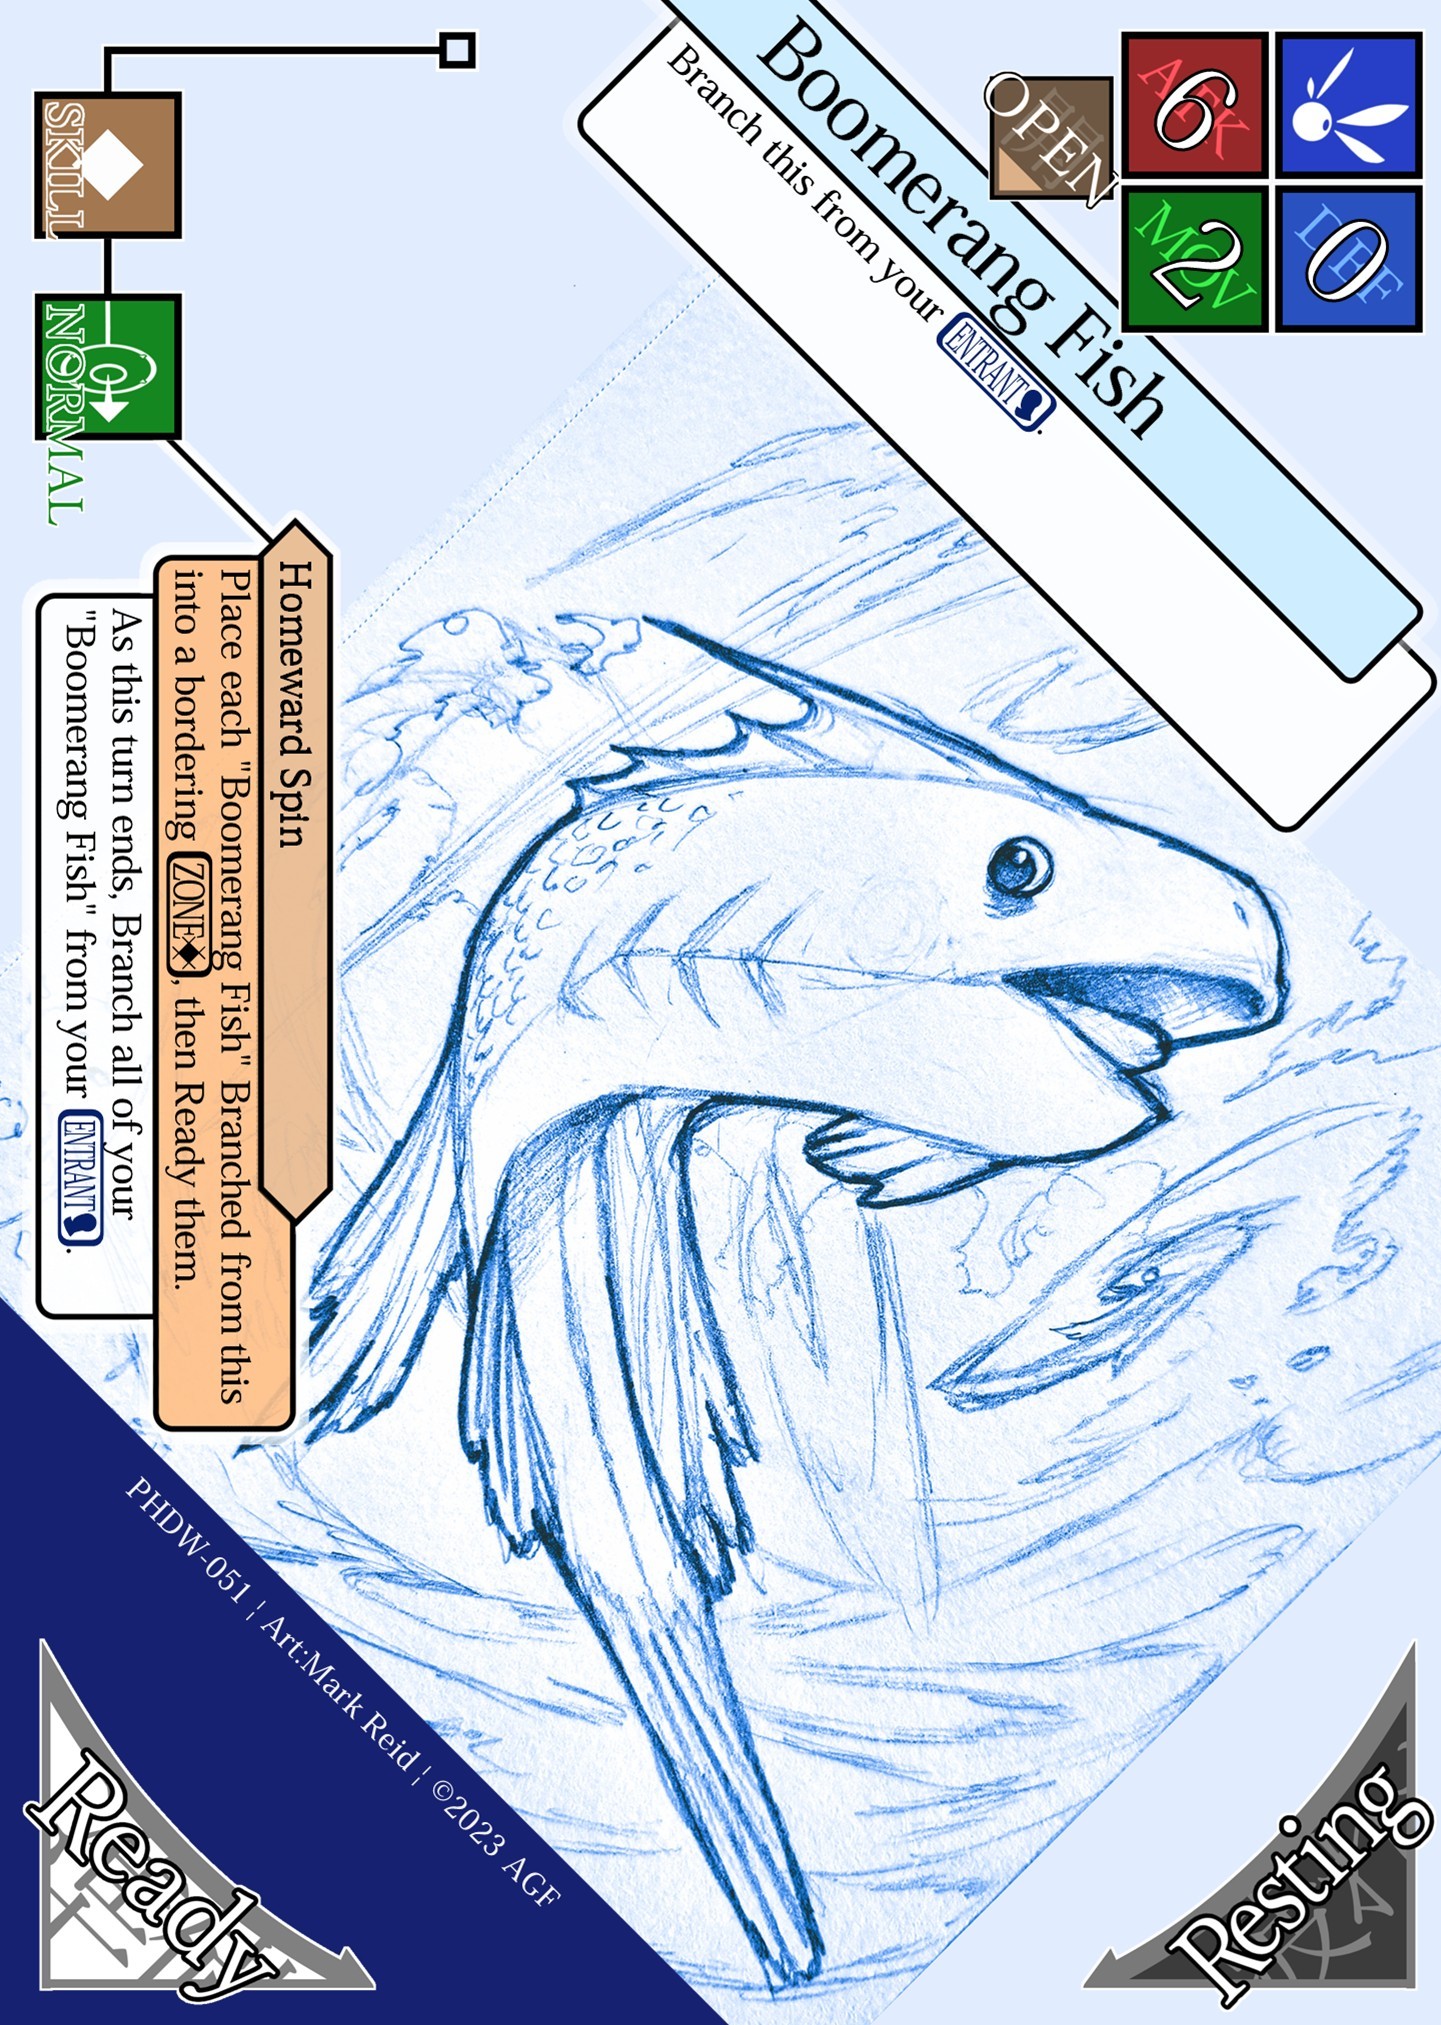 Boomerang Fish
Branch this from your ENTRANT.
OPEN
開
ATK
6
DEF
0
MOV
2
SKILL
NORMAL
Homeward Spin
Place each "Boomerang Fish" Branched from this
into a bordering ZONE, then Ready them.
As this turn ends, Branch all of your
"Boomerang Fish" from your ENTRANT.
PHDW-051 ¦ Art:Mark Reid ¦ ©2023 AGF
Ready
Resting